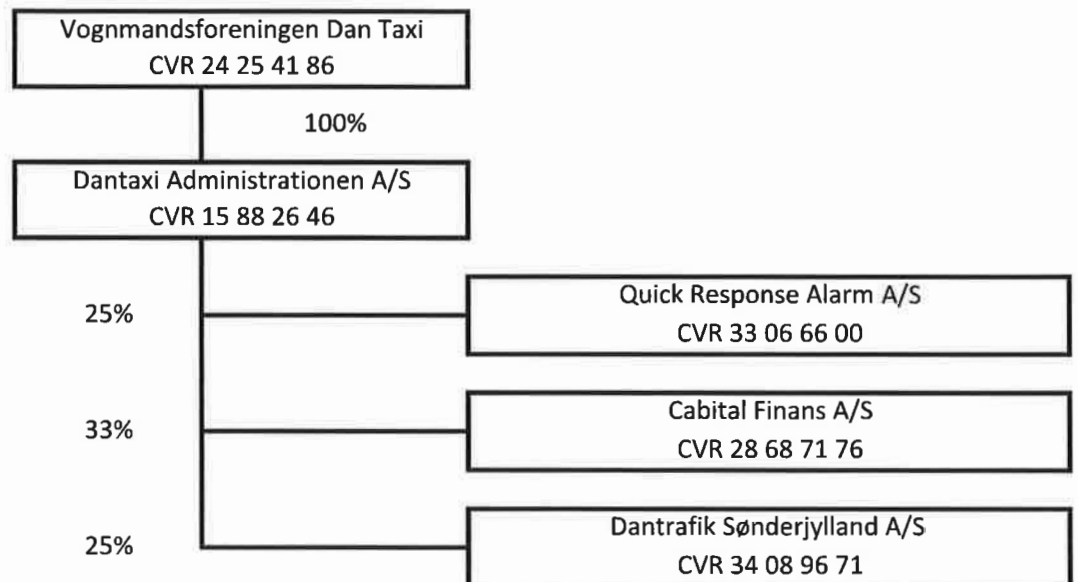 Vognmandsforeningen Dan Taxi
CVR 24 25 41 86
100%
Dantaxi Administrationen A/S
CVR 15 88 26 46
25%
Quick Response Alarm A/S
CVR 33 06 66 00
33%
Cabital Finans A/S
CVR 28 68 71 76
25%
Dantrafik Sønderjylland A/S
CVR 34 08 96 71